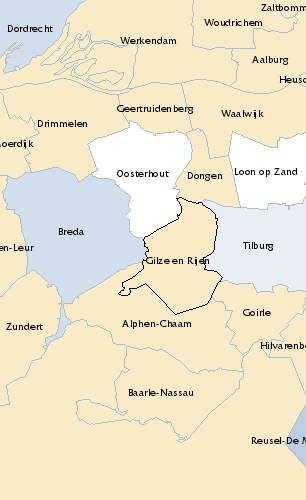 Zaltbomm
Woudrichem
Dordrecht
Werkendam
Aalburg
Heusd
Geertruidenberg
Waalwijk
Drimmelen
oerdijk
Oosterhout
Loon op Zand
Dongen
Breda
Tilburg
en-Leur
Gilze en Rijen
Goirle
Zundert
Alphen-Chaam
Hilvarenb
Baarle-Nassau
Reusel-De M